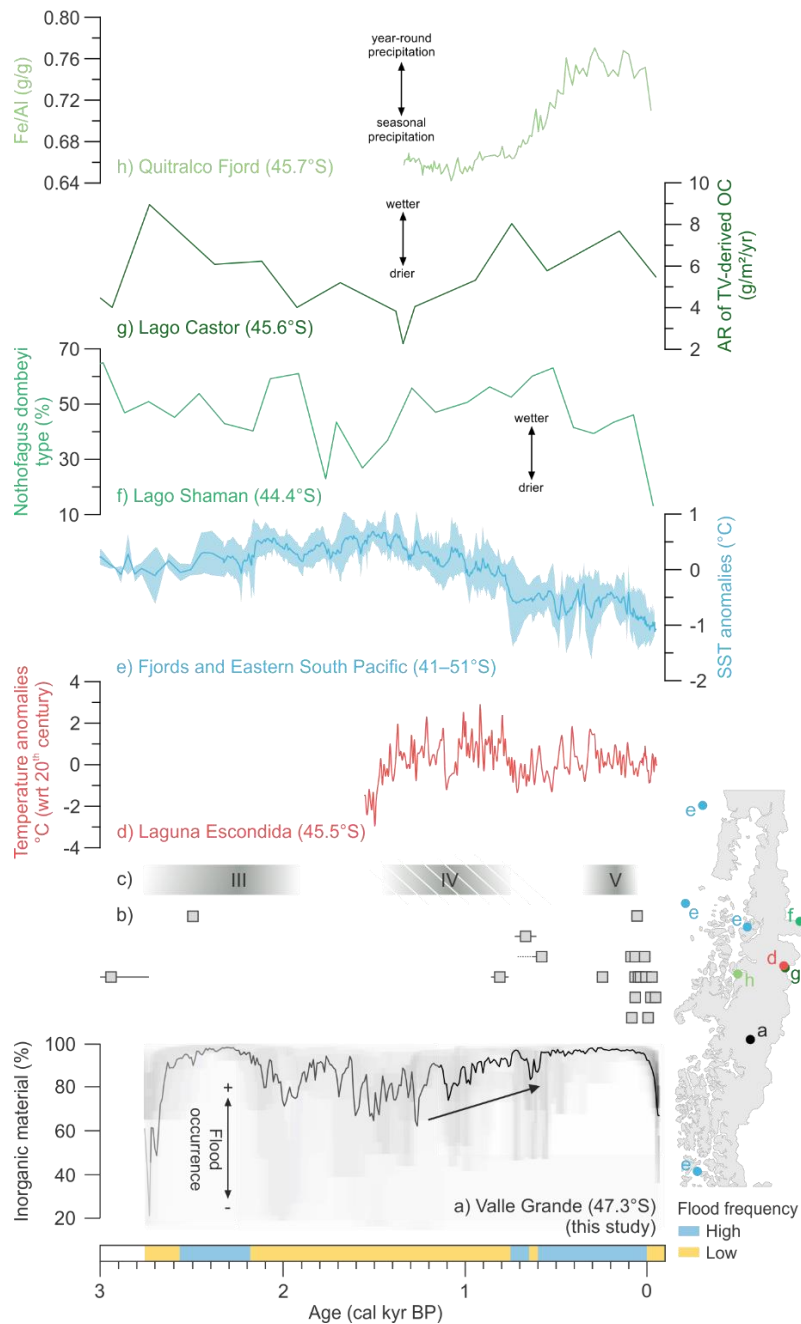 0.80
0.76
0.72
0.68
0.64
Fe/Al (g/g)
year-round
precipitation
seasonal
precipitation
h) Quitralco Fjord (45.7°S)
10
8
6
4
2
AR of TV-derived OC
(g/m²/yr)
wetter
drier
g) Lago Castor (45.6°S)
70
50
30
10
Nothofagus dombeyi
type (%)
wetter
drier
f) Lago Shaman (44.4°S)
1
0
-1
-2
SST anomalies (°C)
e) Fjords and Eastern South Pacific (41–51°S)
4
2
0
-2
-4
Temperature anomalies
°C (wrt 20th century)
d) Laguna Escondida (45.5°S)
c)
III
IV
V
b)
100
80
60
40
20
Inorganic material (%)
+
Flood
occurrence
-
a) Valle Grande (47.3°S)
(this study)
3
2
1
0
Age (cal kyr BP)
e
e
e
f
d
g
h
a
e
Flood frequency
High
Low